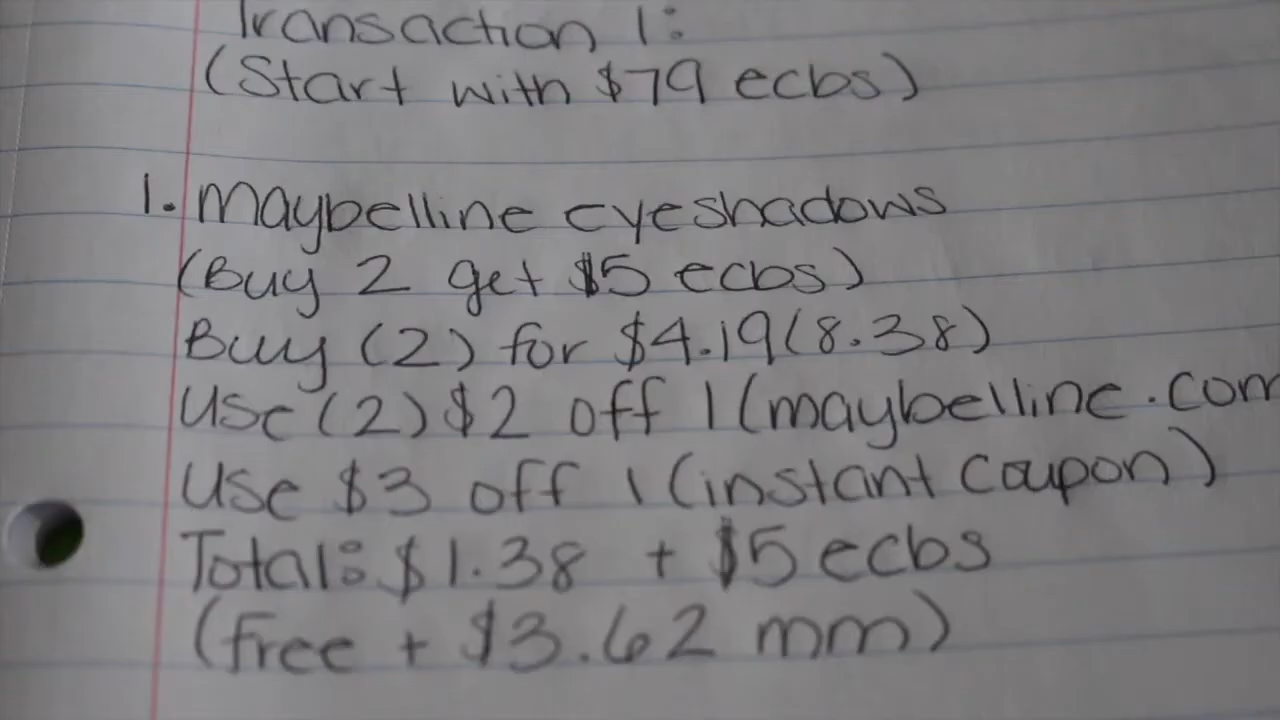 Transaction 1:
(Start with $79 ecbs)
1. Maybelline eyeshadows
(Buy 2 get $5 ecbs)
Buy (2) for $4.19(8.38)
Use (2) $2 off 1 (maybelline.com
Use $3 off 1 (instant coupon)
Total: $1.38 + $5 ecbs
(free + $3.62 mm)